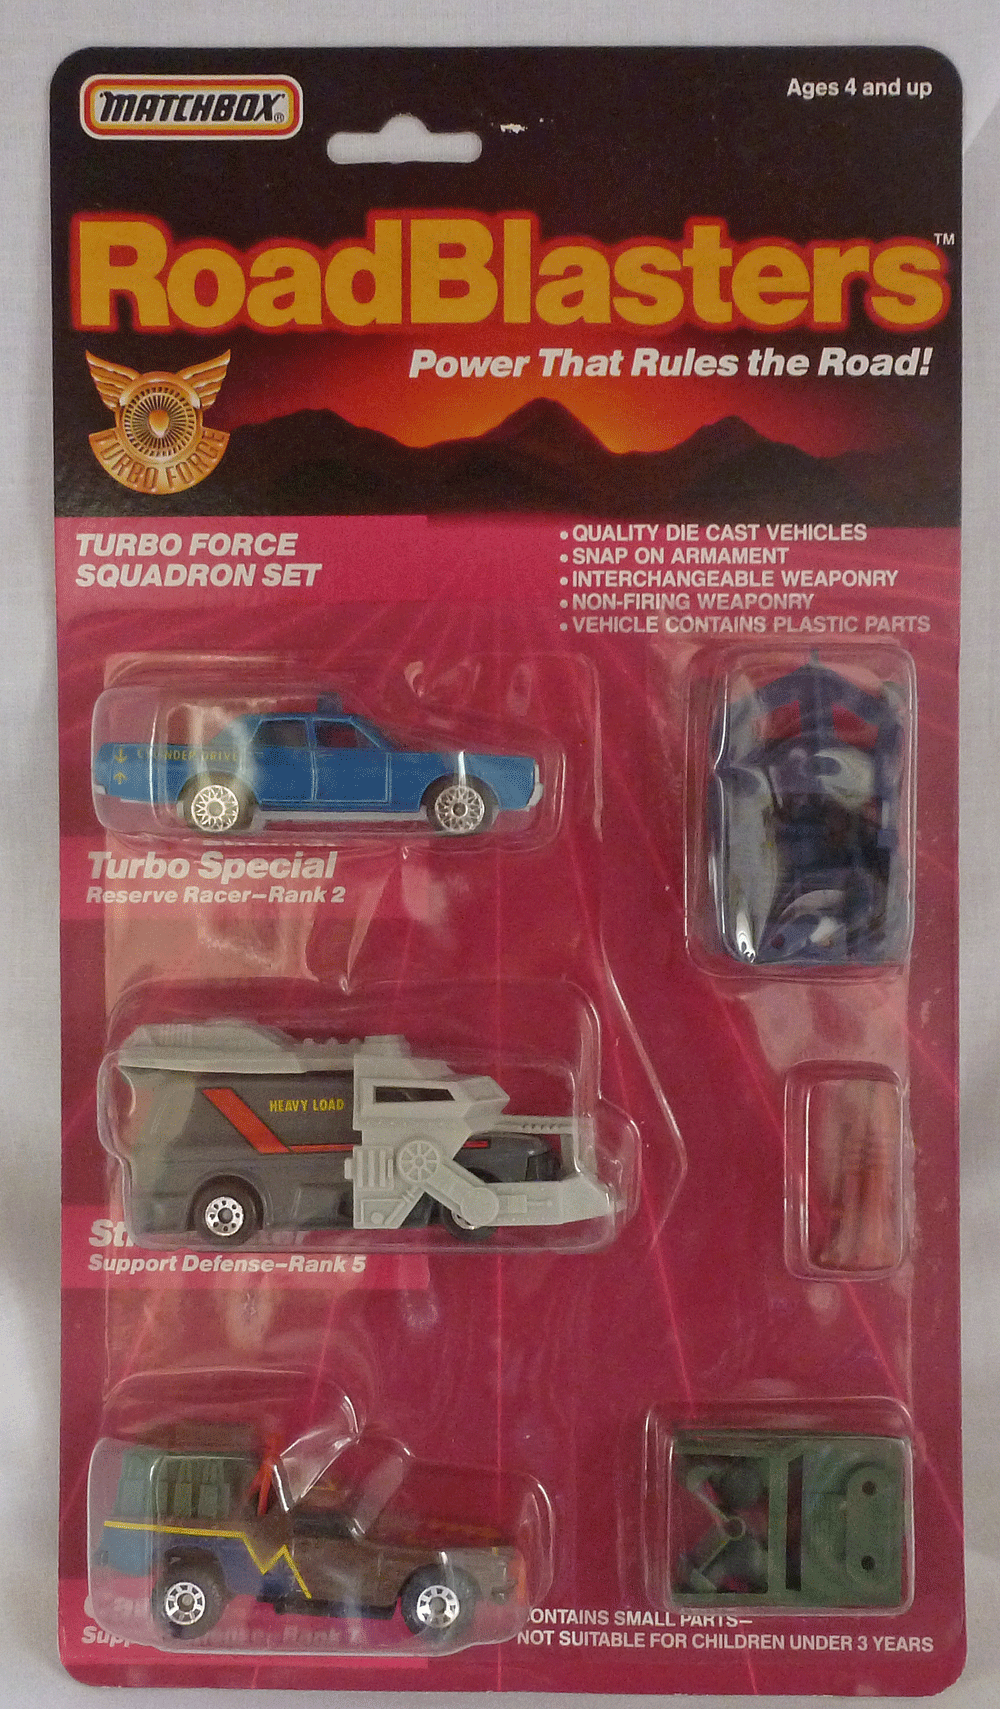 MATCHBOX®
Ages 4 and up
RoadBlasters™
Power That Rules the Road!
TURBO FORCE
TURBO FORCE
SQUADRON SET
• QUALITY DIE CAST VEHICLES
• SNAP ON ARMAMENT
• INTERCHANGEABLE WEAPONRY
• NON-FIRING WEAPONRY
• VEHICLE CONTAINS PLASTIC PARTS
Turbo Special
Reserve Racer–Rank 2
HEAVY LOAD
Support Defense–Rank 5
CONTAINS SMALL PARTS–
NOT SUITABLE FOR CHILDREN UNDER 3 YEARS